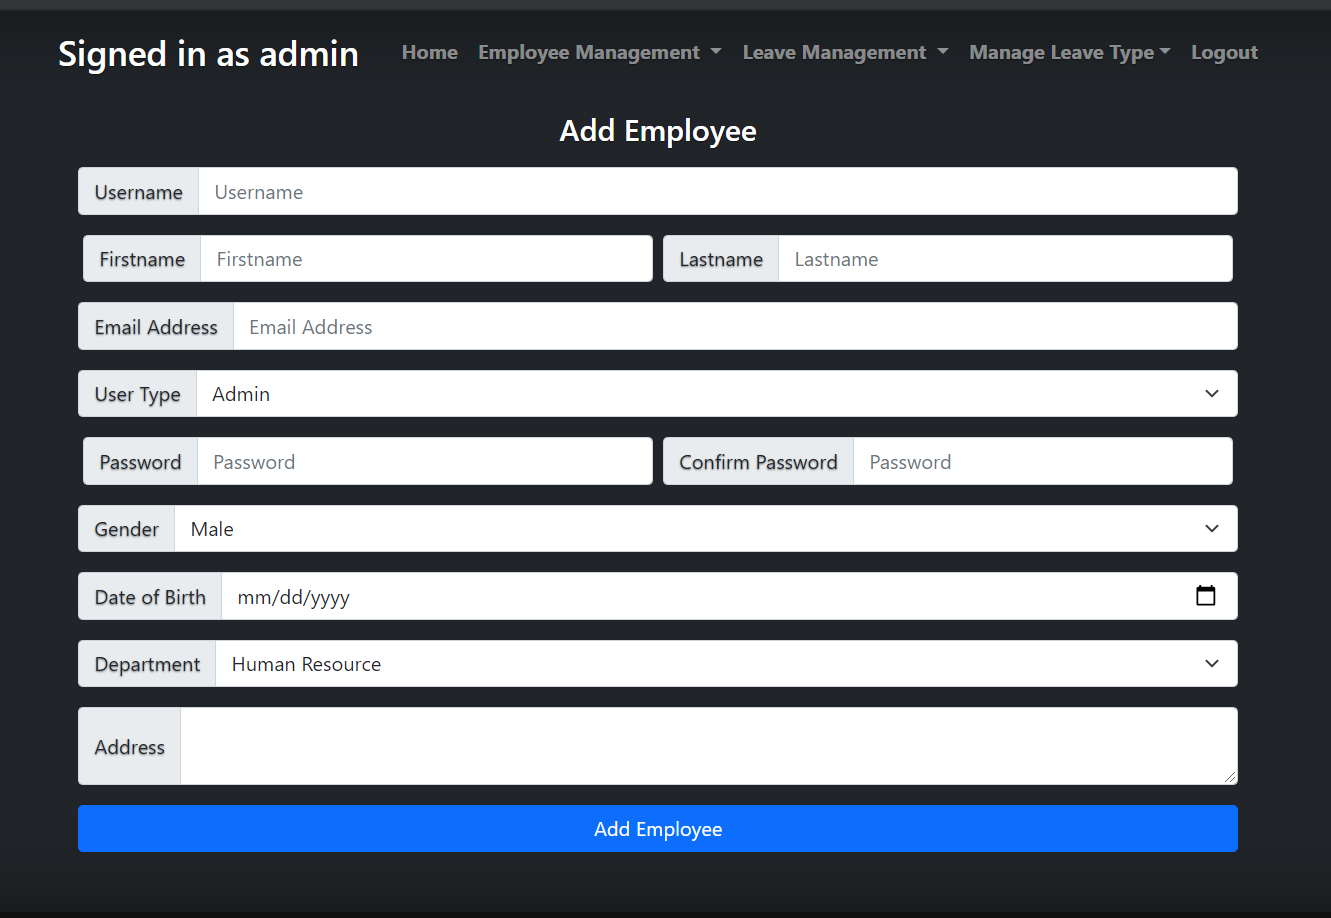 Signed in as admin Home Employee Management Leave Management Manage Leave Type Logout
Add Employee
Username Username
Firstname Firstname Lastname Lastname
Email Address Email Address
User Type Admin
Password Password Confirm Password Password
Gender Male
Date of Birth mm/dd/yyyy
Department Human Resource
Address
Add Employee